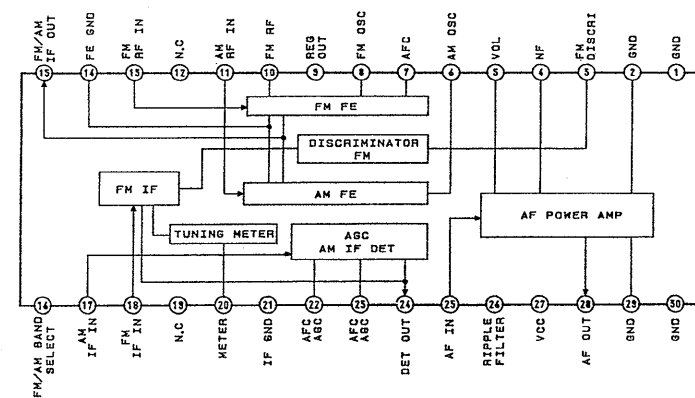 FM/AM
IF OUT
FE GND
FM
RF IN
N.C
AM
RF IN
FM RF
REG
OUT
FM OSC
AFC
AM OSC
VOL
NF
FM
DISCRI
GND
GND
15
14
13
12
11
10
9
8
7
6
5
4
3
2
1
FM FE
DISCRIMINATOR
FM
FM IF
AM FE
AF POWER AMP
TUNING METER
AGC
AM IF DET
16
17
18
19
20
21
22
23
24
25
26
27
28
29
30
FM/AM BAND
SELECT
AM
IF IN
FM
IF IN
N.C
METER
IF GND
AFC
AGC
AFC
AGC
DET OUT
AF IN
RIPPLE
FILTER
VCC
AF OUT
GND
GND